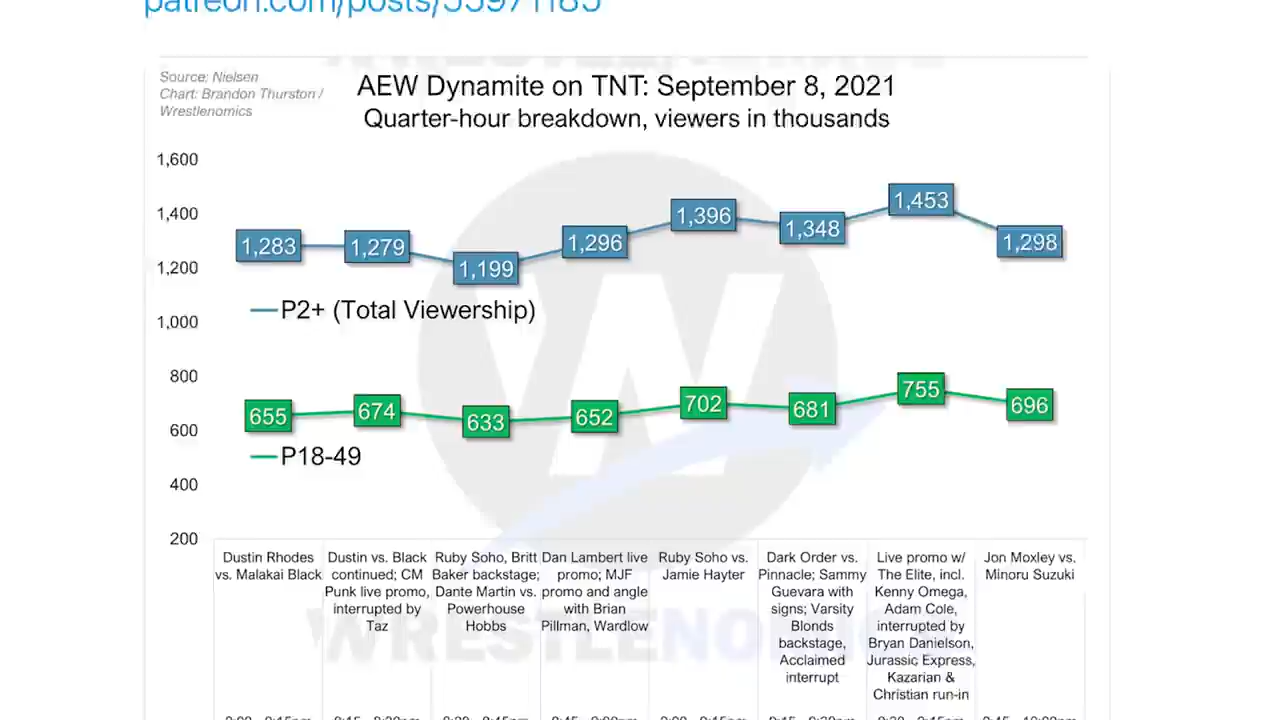 patreon.com/posts/55971185
Source: Nielsen
Chart: Brandon Thurston /
Wrestlenomics
AEW Dynamite on TNT: September 8, 2021
Quarter-hour breakdown, viewers in thousands
1,600
1,400
1,200
1,000
800
600
400
200
1,283
1,279
1,199
1,296
1,396
1,348
1,453
1,298
P2+ (Total Viewership)
655
674
633
652
702
681
755
696
P18-49
Dustin Rhodes
vs. Malakai Black
Dustin vs. Black
continued; CM
Punk live promo,
interrupted by
Taz
Ruby Soho, Britt
Baker backstage;
Dante Martin vs.
Powerhouse
Hobbs
Dan Lambert live
promo; MJF
promo and angle
with Brian
Pillman, Wardlow
Ruby Soho vs.
Jamie Hayter
Dark Order vs.
Pinnacle; Sammy
Guevara with
signs; Varsity
Blonds
backstage,
Acclaimed
interrupt
Live promo w/
The Elite, incl.
Kenny Omega,
Adam Cole,
interrupted by
Bryan Danielson,
Jurassic Express,
Kazarian &
Christian run-in
Jon Moxley vs.
Minoru Suzuki
WRESTLENOMICS